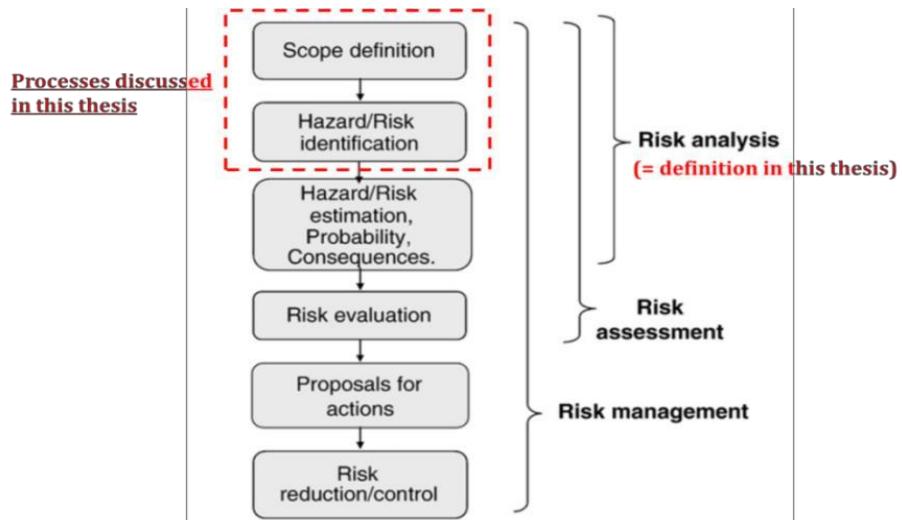 Scope definition
Processes discussed
in this thesis
Hazard/Risk
identification
Risk analysis
(= definition in this thesis)
Hazard/Risk
estimation,
Probability,
Consequences.
Risk evaluation
Risk
assessment
Proposals for
actions
Risk management
Risk
reduction/control